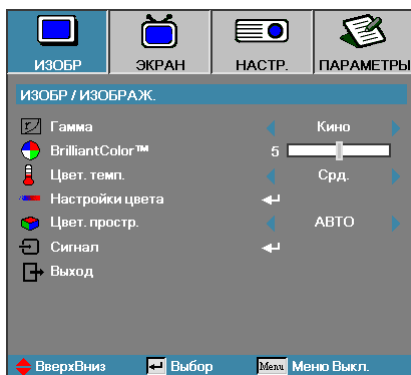 ИЗОБР ЭКРАН НАСТР. ПАРАМЕТРЫ
ИЗОБР / ИЗОБРАЖ.
Гамма Кино
BrilliantColor™ 5
Цвет. темп. Срд.
Настройки цвета
Цвет. простр. АВТО
Сигнал
Выход
ВверхВниз Выбор Menu Меню Выкл.